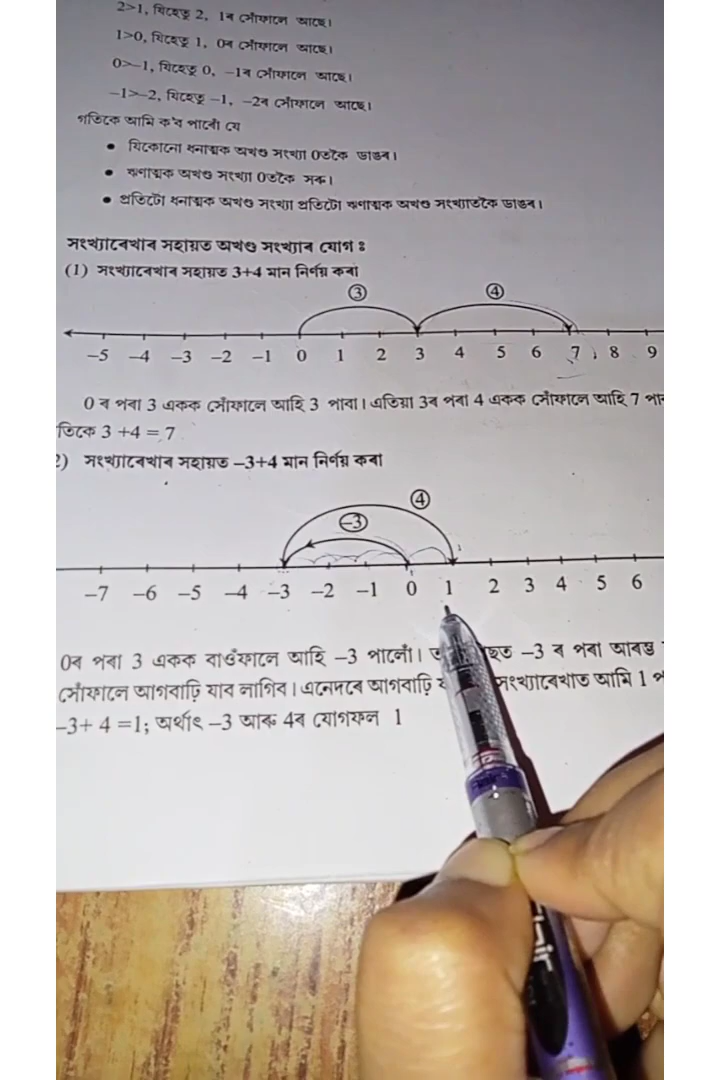 2>1, যিহেতু 2, 1ৰ সোঁফালে আছে।
1>0, যিহেতু 1, 0ৰ সোঁফালে আছে।
0>–1, যিহেতু 0, –1ৰ সোঁফালে আছে।
–1>–2, যিহেতু –1, –2ৰ সোঁফালে আছে।
গতিকে আমি ক'ব পাৰোঁ যে
• যিকোনো ধনাত্মক অখণ্ড সংখ্যা 0তকৈ ডাঙৰ।
• ঋণাত্মক অখণ্ড সংখ্যা 0তকৈ সৰু।
• প্ৰতিটো ধনাত্মক অখণ্ড সংখ্যা প্ৰতিটো ঋণাত্মক অখণ্ড সংখ্যাতকৈ ডাঙৰ।
সংখ্যাৰেখাৰ সহায়ত অখণ্ড সংখ্যাৰ যোগ ঃ
(1) সংখ্যাৰেখাৰ সহায়ত 3+4 মান নিৰ্ণয় কৰা
3 4
–5 –4 –3 –2 –1 0 1 2 3 4 5 6 7 8 9
0 ৰ পৰা 3 একক সোঁফালে আহি 3 পাবা। এতিয়া 3ৰ পৰা 4 একক সোঁফালে আহি 7
তিকে 3 +4 = 7
2) সংখ্যাৰেখাৰ সহায়ত –3+4 মান নিৰ্ণয় কৰা
4
–3
–7 –6 –5 –4 –3 –2 –1 0 1 2 3 4 5 6
0ৰ পৰা 3 একক বাওঁফালে আহি –3 পালোঁ। –3 ৰ পৰা আৰম্ভ
সোঁফালে আগবাঢ়ি যাব লাগিব। এনেদৰে আগবাঢ়ি সংখ্যাৰেখাত আমি 1
–3+ 4 =1; অৰ্থাৎ –3 আৰু 4ৰ যোগফল 1